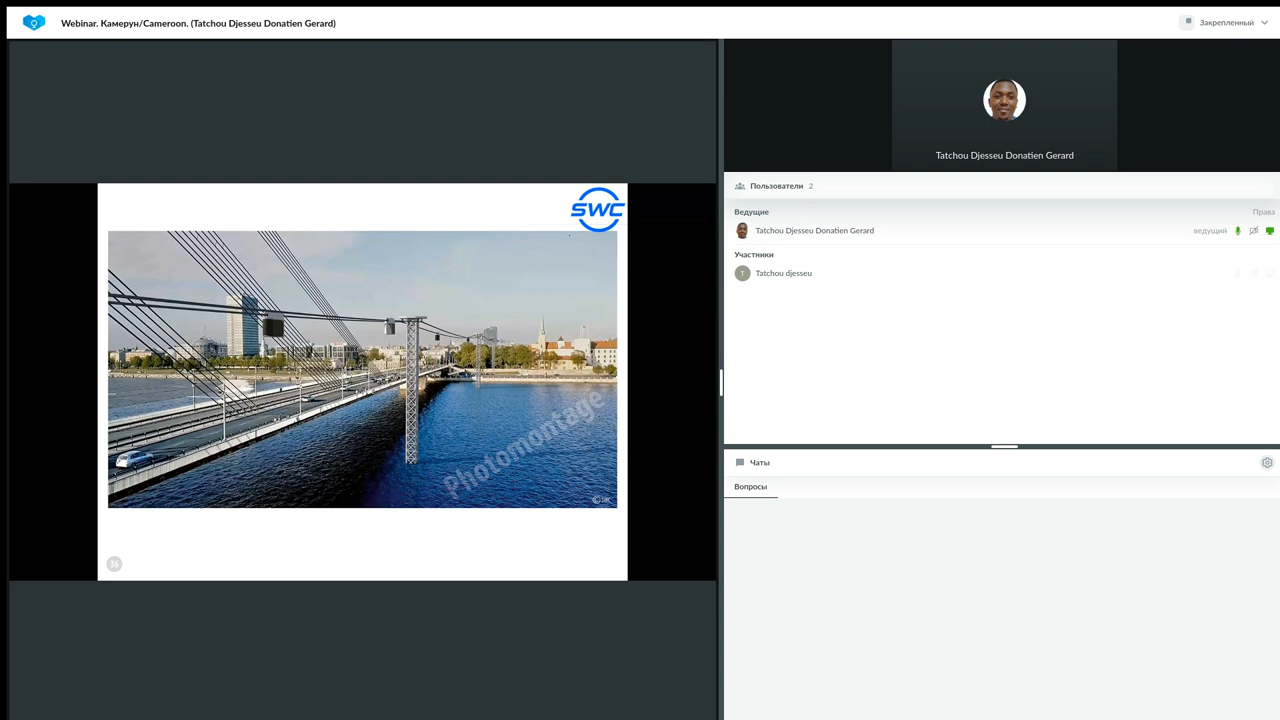 Webinar. Камерун/Cameroon. (Tatchou Djesseu Donatien Gerard)
Закрепленный
SWC
Photomontage
36
Tatchou Djesseu Donatien Gerard
Пользователи 2
Ведущие Права
Tatchou Djesseu Donatien Gerard ведущий
Участники
T Tatchou djesseu
Чаты
Вопросы